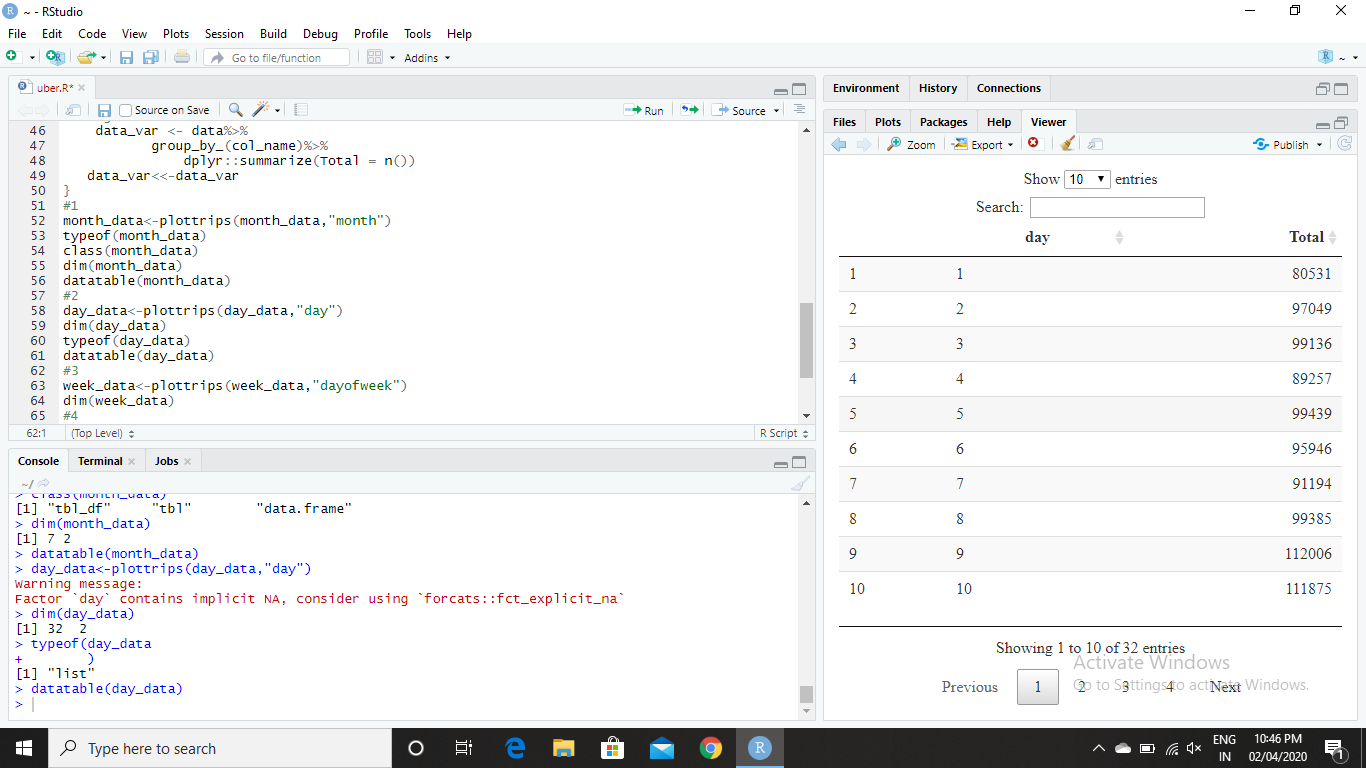 ~ - RStudio
File Edit Code View Plots Session Build Debug Profile Tools Help
Go to file/function Addins ~
uber.R*
Source on Save Run Source
46 data_var <- data%>%
47 group_by_(col_name)%>%
48 dplyr::summarize(Total = n())
49 data_var<<-data_var
50 }
51 #1
52 month_data<-plottrips(month_data,"month")
53 typeof(month_data)
54 class(month_data)
55 dim(month_data)
56 datatable(month_data)
57 #2
58 day_data<-plottrips(day_data,"day")
59 dim(day_data)
60 typeof(day_data)
61 datatable(day_data)
62 #3
63 week_data<-plottrips(week_data,"dayofweek")
64 dim(week_data)
65 #4
62:1 (Top Level) R Script
Console Terminal Jobs
~/
> class(month_data)
[1] "tbl_df" "tbl" "data.frame"
> dim(month_data)
[1] 7 2
> datatable(month_data)
> day_data<-plottrips(day_data,"day")
Warning message:
Factor `day` contains implicit NA, consider using `forcats::fct_explicit_na`
> dim(day_data)
[1] 32 2
> typeof(day_data
+ )
[1] "list"
> datatable(day_data)
>
Environment History Connections
Files Plots Packages Help Viewer
Zoom Export Publish
Show 10 entries
Search:
day Total
1 1 80531
2 2 97049
3 3 99136
4 4 89257
5 5 99439
6 6 95946
7 7 91194
8 8 99385
9 9 112006
10 10 111875
Showing 1 to 10 of 32 entries
Previous 1 2 3 4 Next
Activate Windows
Go to Settings to activate Windows.
Type here to search
ENG
IN
10:46 PM
02/04/2020
1